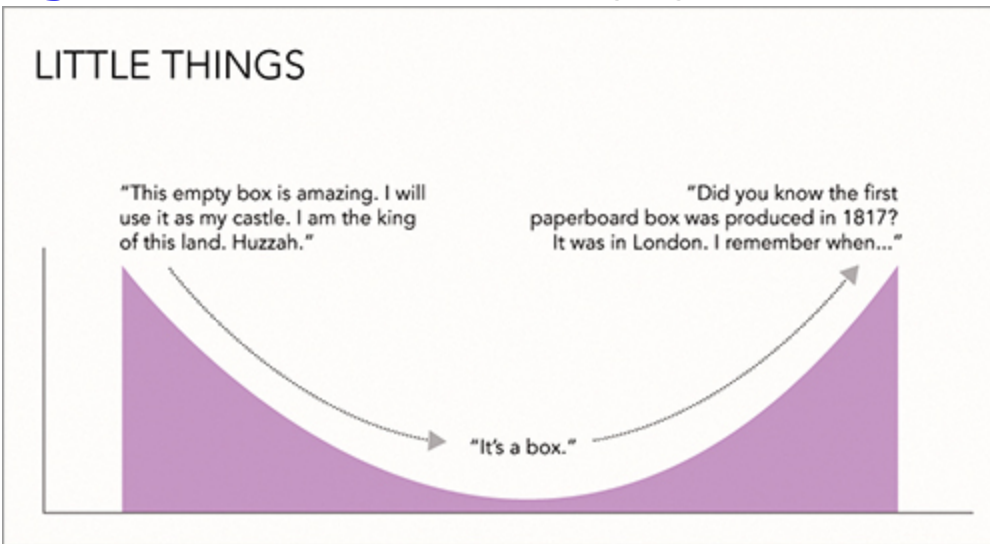 LITTLE THINGS
“This empty box is amazing. I will
use it as my castle. I am the king
of this land. Huzzah.”
“Did you know the first
paperboard box was produced in 1817?
It was in London. I remember when...”
“It’s a box.”